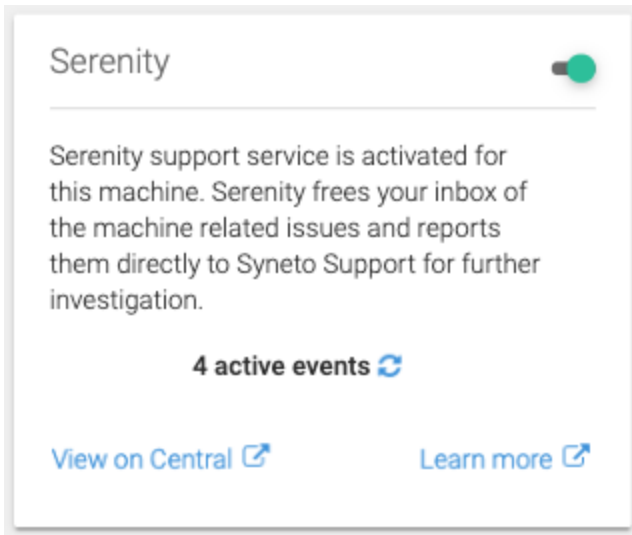 Serenity
Serenity support service is activated for
this machine. Serenity frees your inbox of
the machine related issues and reports
them directly to Syneto Support for further
investigation.
4 active events
View on Central
Learn more